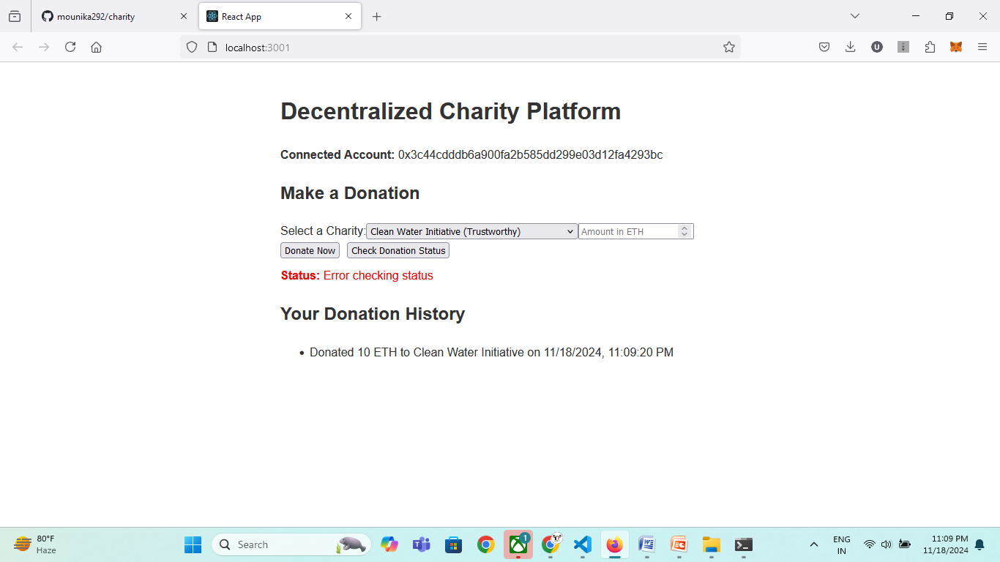 mounika292/charity
React App
localhost:3001
U
Decentralized Charity Platform
Connected Account: 0x3c44cdddb6a900fa2b585dd299e03d12fa4293bc
Make a Donation
Select a Charity: Clean Water Initiative (Trustworthy) Amount in ETH
Donate Now Check Donation Status
Status: Error checking status
Your Donation History
• Donated 10 ETH to Clean Water Initiative on 11/18/2024, 11:09:20 PM
80°F
Haze
Search
1
ENG
IN
11:09 PM
11/18/2024